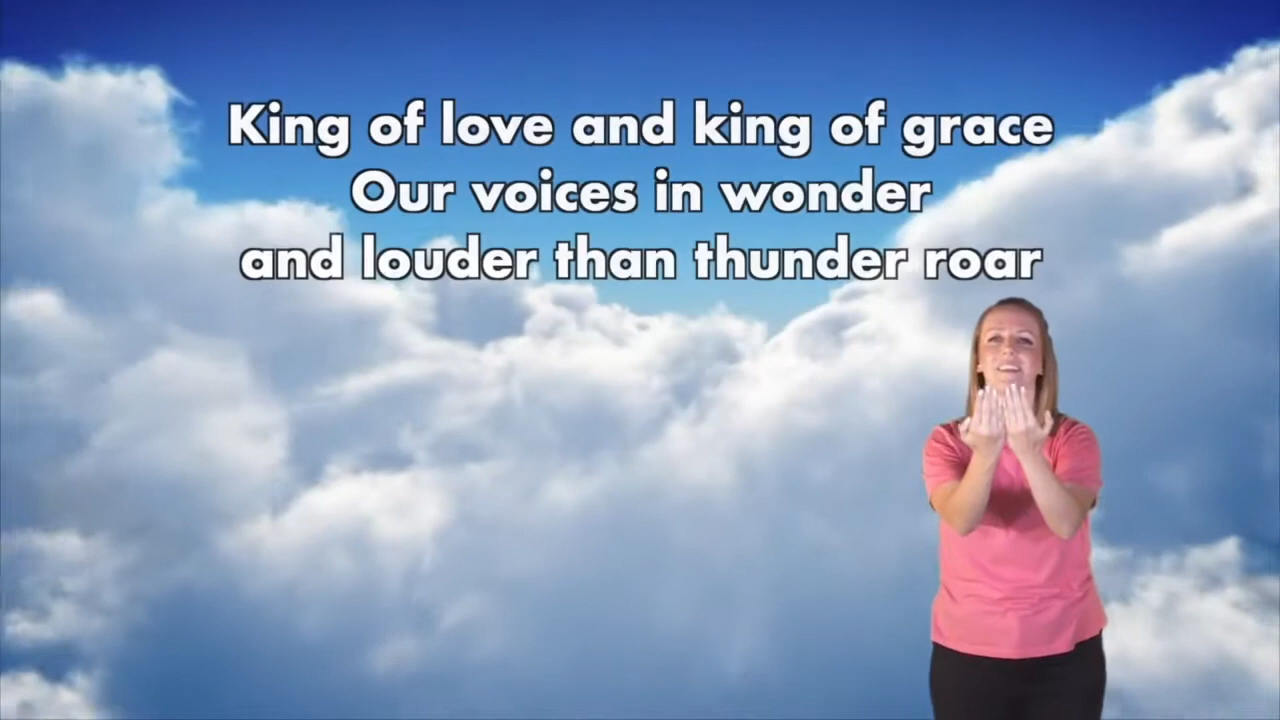 King of love and king of grace
Our voices in wonder
and louder than thunder roar